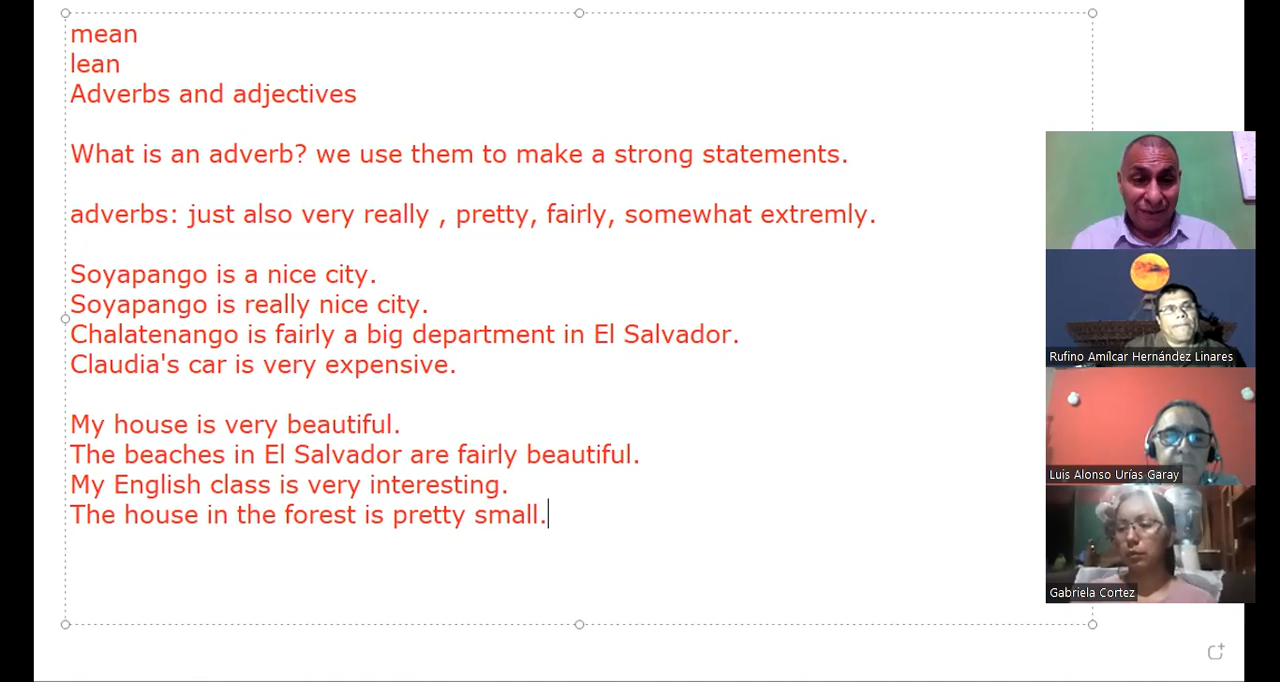 mean
lean
Adverbs and adjectives
What is an adverb? we use them to make a strong statements.
adverbs: just also very really , pretty, fairly, somewhat extremly.
Soyapango is a nice city.
Soyapango is really nice city.
Chalatenango is fairly a big department in El Salvador.
Claudia's car is very expensive.
My house is very beautiful.
The beaches in El Salvador are fairly beautiful.
My English class is very interesting.
The house in the forest is pretty small.
Rufino Amílcar Hernández Linares
Luis Alonso Urías Garay
Gabriela Cortez